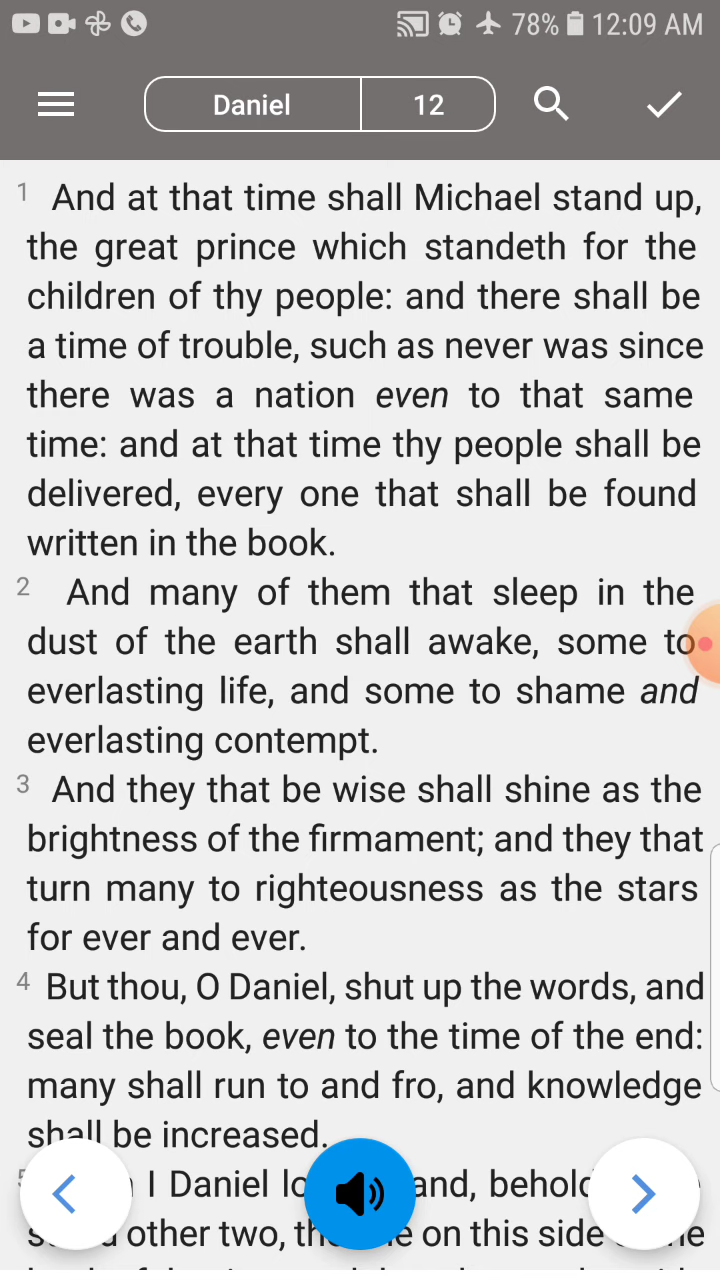 78% 12:09 AM
Daniel 12
1 And at that time shall Michael stand up,
the great prince which standeth for the
children of thy people: and there shall be
a time of trouble, such as never was since
there was a nation even to that same
time: and at that time thy people shall be
delivered, every one that shall be found
written in the book.
2 And many of them that sleep in the
dust of the earth shall awake, some to
everlasting life, and some to shame and
everlasting contempt.
3 And they that be wise shall shine as the
brightness of the firmament; and they that
turn many to righteousness as the stars
for ever and ever.
4 But thou, O Daniel, shut up the words, and
seal the book, even to the time of the end:
many shall run to and fro, and knowledge
shall be increased.
I Daniel and,
other two, on this side